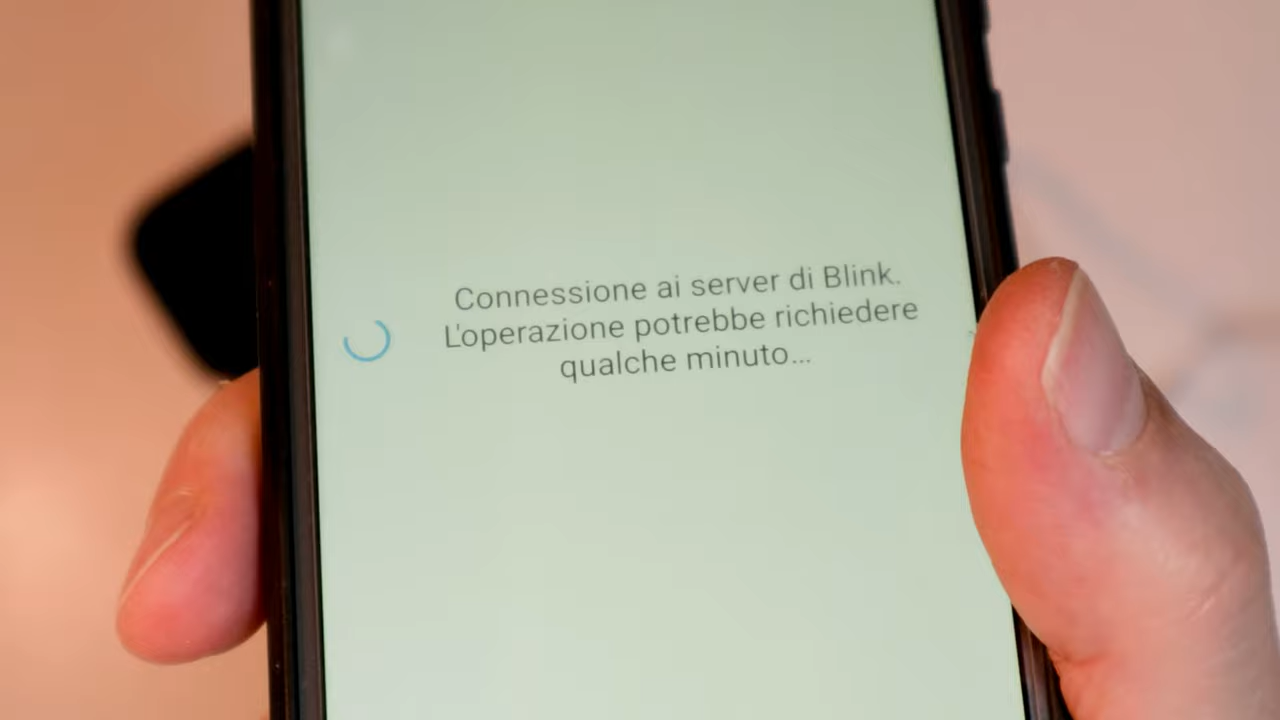 Connessione ai server di Blink.
L'operazione potrebbe richiedere
qualche minuto...